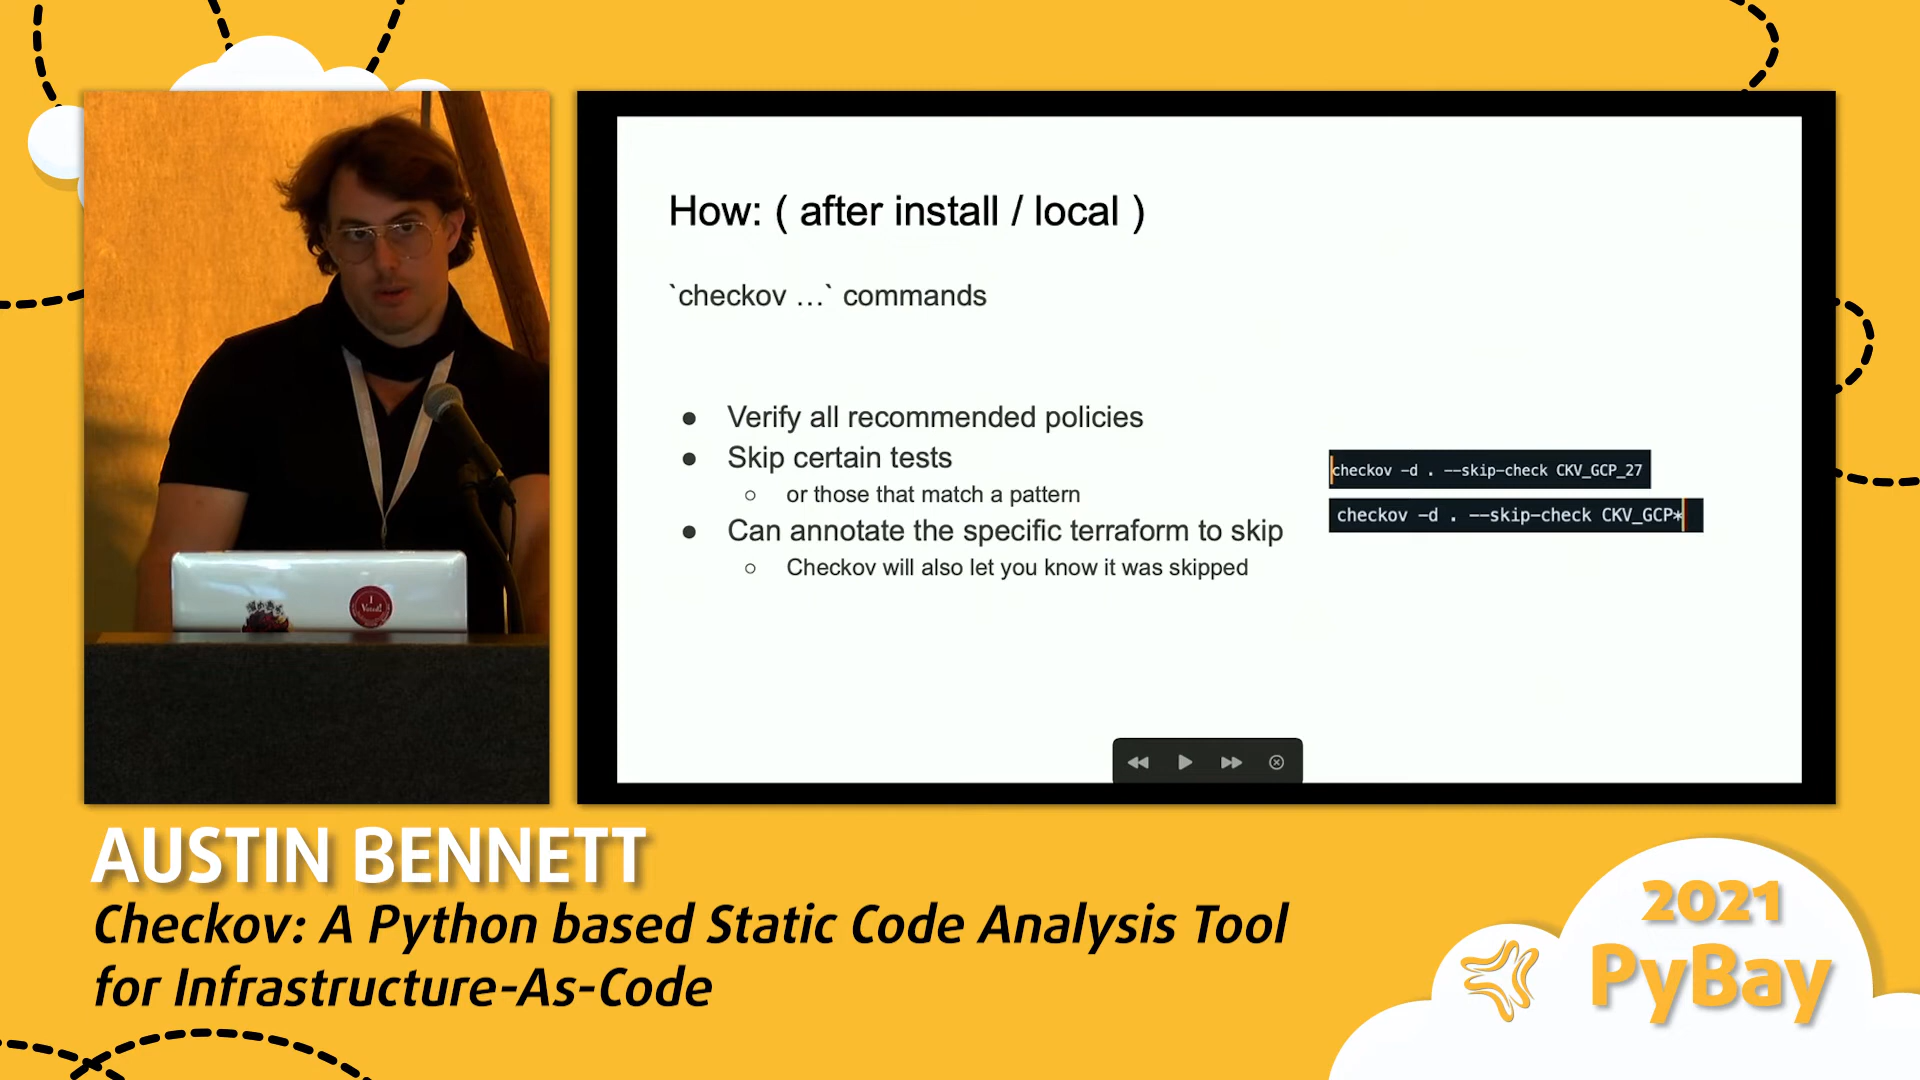 How: ( after install / local )
`checkov …` commands
● Verify all recommended policies
● Skip certain tests
○ or those that match a pattern
● Can annotate the specific terraform to skip
○ Checkov will also let you know it was skipped
checkov -d . --skip-check CKV_GCP_27
checkov -d . --skip-check CKV_GCP*
I
Voted!
AUSTIN BENNETT
Checkov: A Python based Static Code Analysis Tool
for Infrastructure-As-Code
2021
PyBay